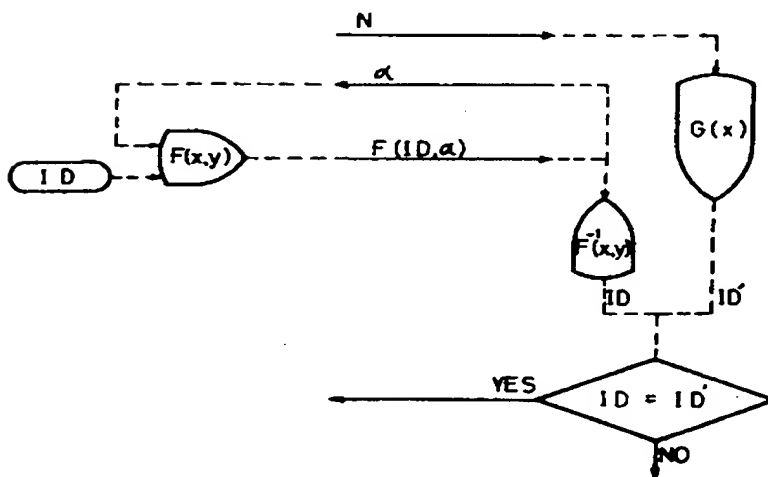 N
α
F(x,y)
G(x)
ID
F(ID,α)
F⁻¹(x,y)
ID
ID′
YES
ID = ID′
NO